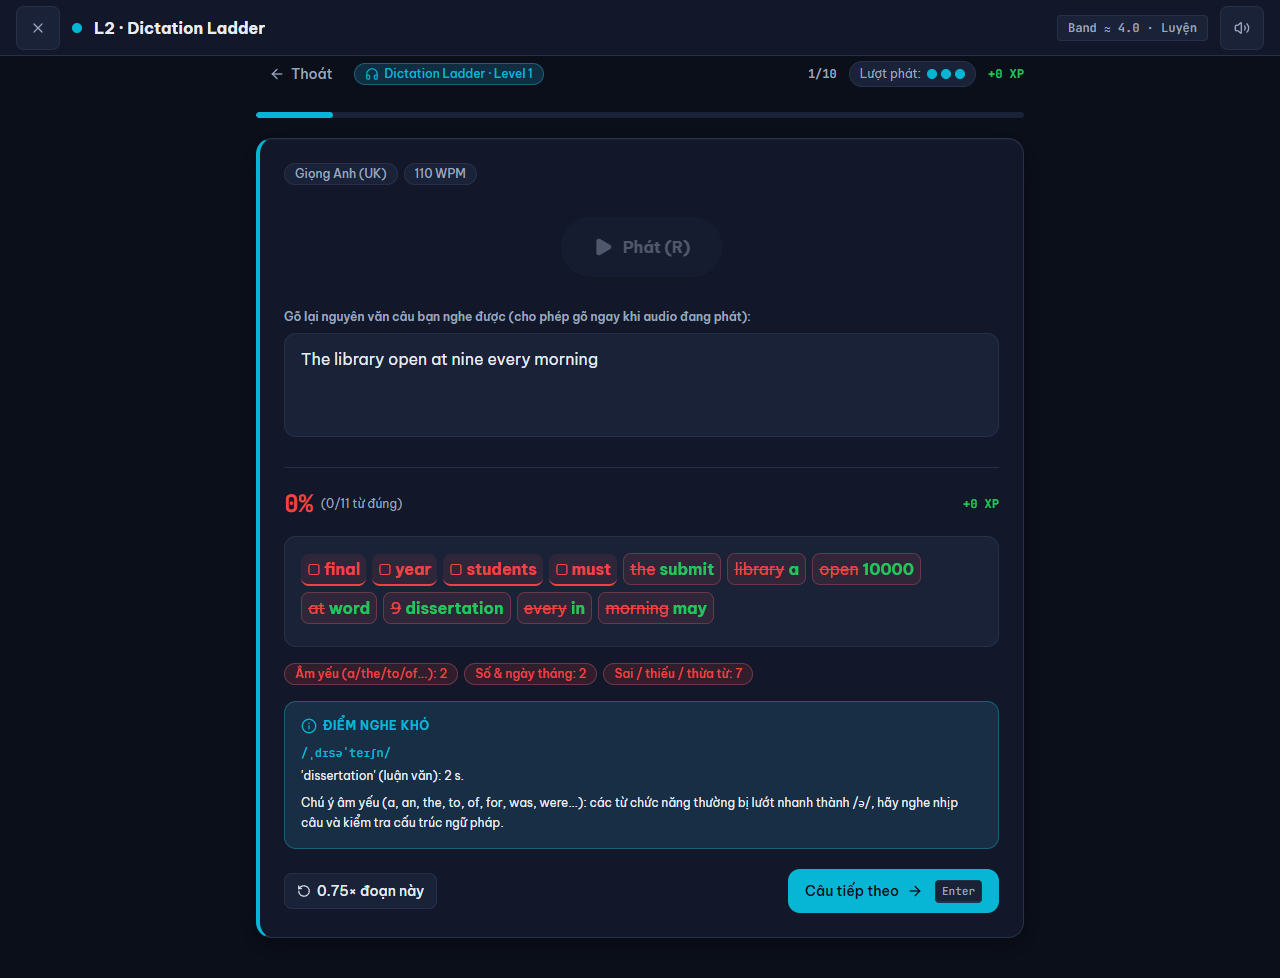 L2 · Dictation Ladder
Band ≈ 4.0 · Luyện
Thoát
Dictation Ladder · Level 1
1/10
Lượt phát:
+0 XP
Giọng Anh (UK)
110 WPM
Phát (R)
Gõ lại nguyên văn câu bạn nghe được (cho phép gõ ngay khi audio đang phát):
The library open at nine every morning
0% (0/11 từ đúng)
+0 XP
final year students must the submit library a open 10000
at word 9 dissertation every in morning may
Âm yếu (a/the/to/of...): 2
Số & ngày tháng: 2
Sai / thiếu / thừa từ: 7
ĐIỂM NGHE KHÓ
/ˌdɪsəˈteɪʃn/
'dissertation' (luận văn): 2 s.
Chú ý âm yếu (a, an, the, to, of, for, was, were...): các từ chức năng thường bị lướt nhanh thành /ə/, hãy nghe nhịp
câu và kiểm tra cấu trúc ngữ pháp.
0.75× đoạn này
Câu tiếp theo
Enter